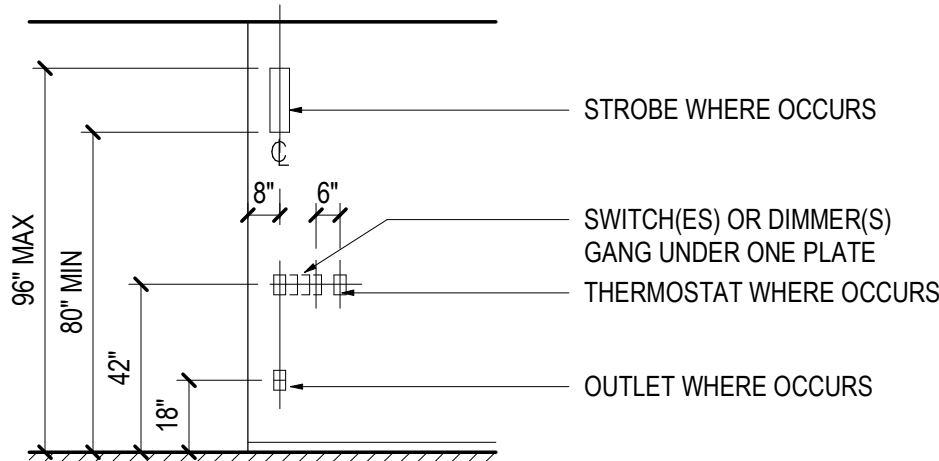 STROBE WHERE OCCURS
CL
8"
6"
SWITCH(ES) OR DIMMER(S)
GANG UNDER ONE PLATE
THERMOSTAT WHERE OCCURS
OUTLET WHERE OCCURS
96" MAX
80" MIN
42"
18"